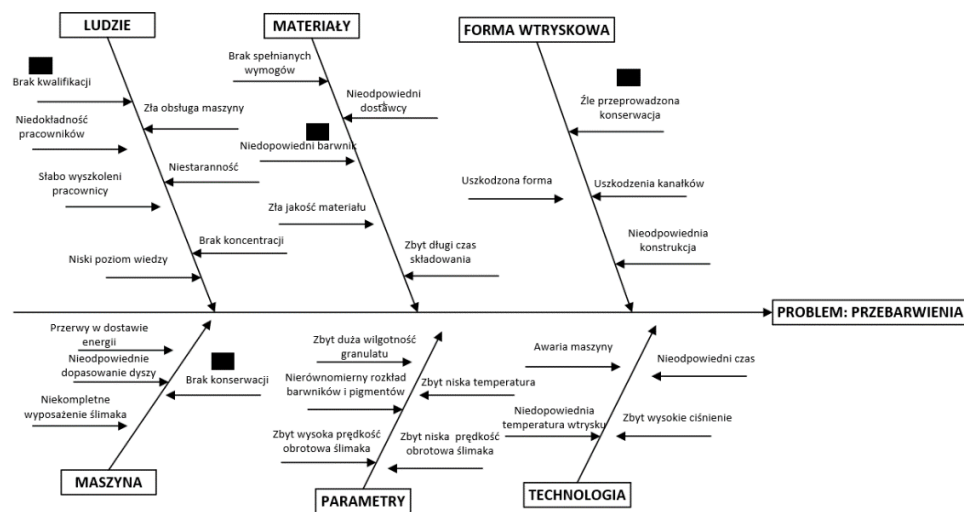 LUDZIE
MATERIAŁY
FORMA WTRYSKOWA
Brak kwalifikacji
Zła obsługa maszyny
Niedokładność
pracowników
Niestaranność
Słabo wyszkoleni
pracownicy
Brak koncentracji
Niski poziom wiedzy
Brak spełnianych
wymogów
Nieodpowiedni
dostawcy
Niedopowiedni barwnik
Zła jakość materiału
Zbyt długi czas
składowania
Źle przeprowadzona
konserwacja
Uszkodzona forma
Uszkodzenia kanałków
Nieodpowiednia
konstrukcja
PROBLEM: PRZEBARWIENIA
Przerwy w dostawie
energii
Nieodpowiednie
dopasowanie dyszy
Brak konserwacji
Niekompletne
wyposażenie ślimaka
Zbyt duża wilgotność
granulatu
Nierównomierny rozkład
barwników i pigmentów
Zbyt niska temperatura
Zbyt wysoka prędkość
obrotowa ślimaka
Zbyt niska prędkość
obrotowa ślimaka
Awaria maszyny
Nieodpowiedni czas
Niedopowiednia
temperatura wtrysku
Zbyt wysokie ciśnienie
MASZYNA
PARAMETRY
TECHNOLOGIA